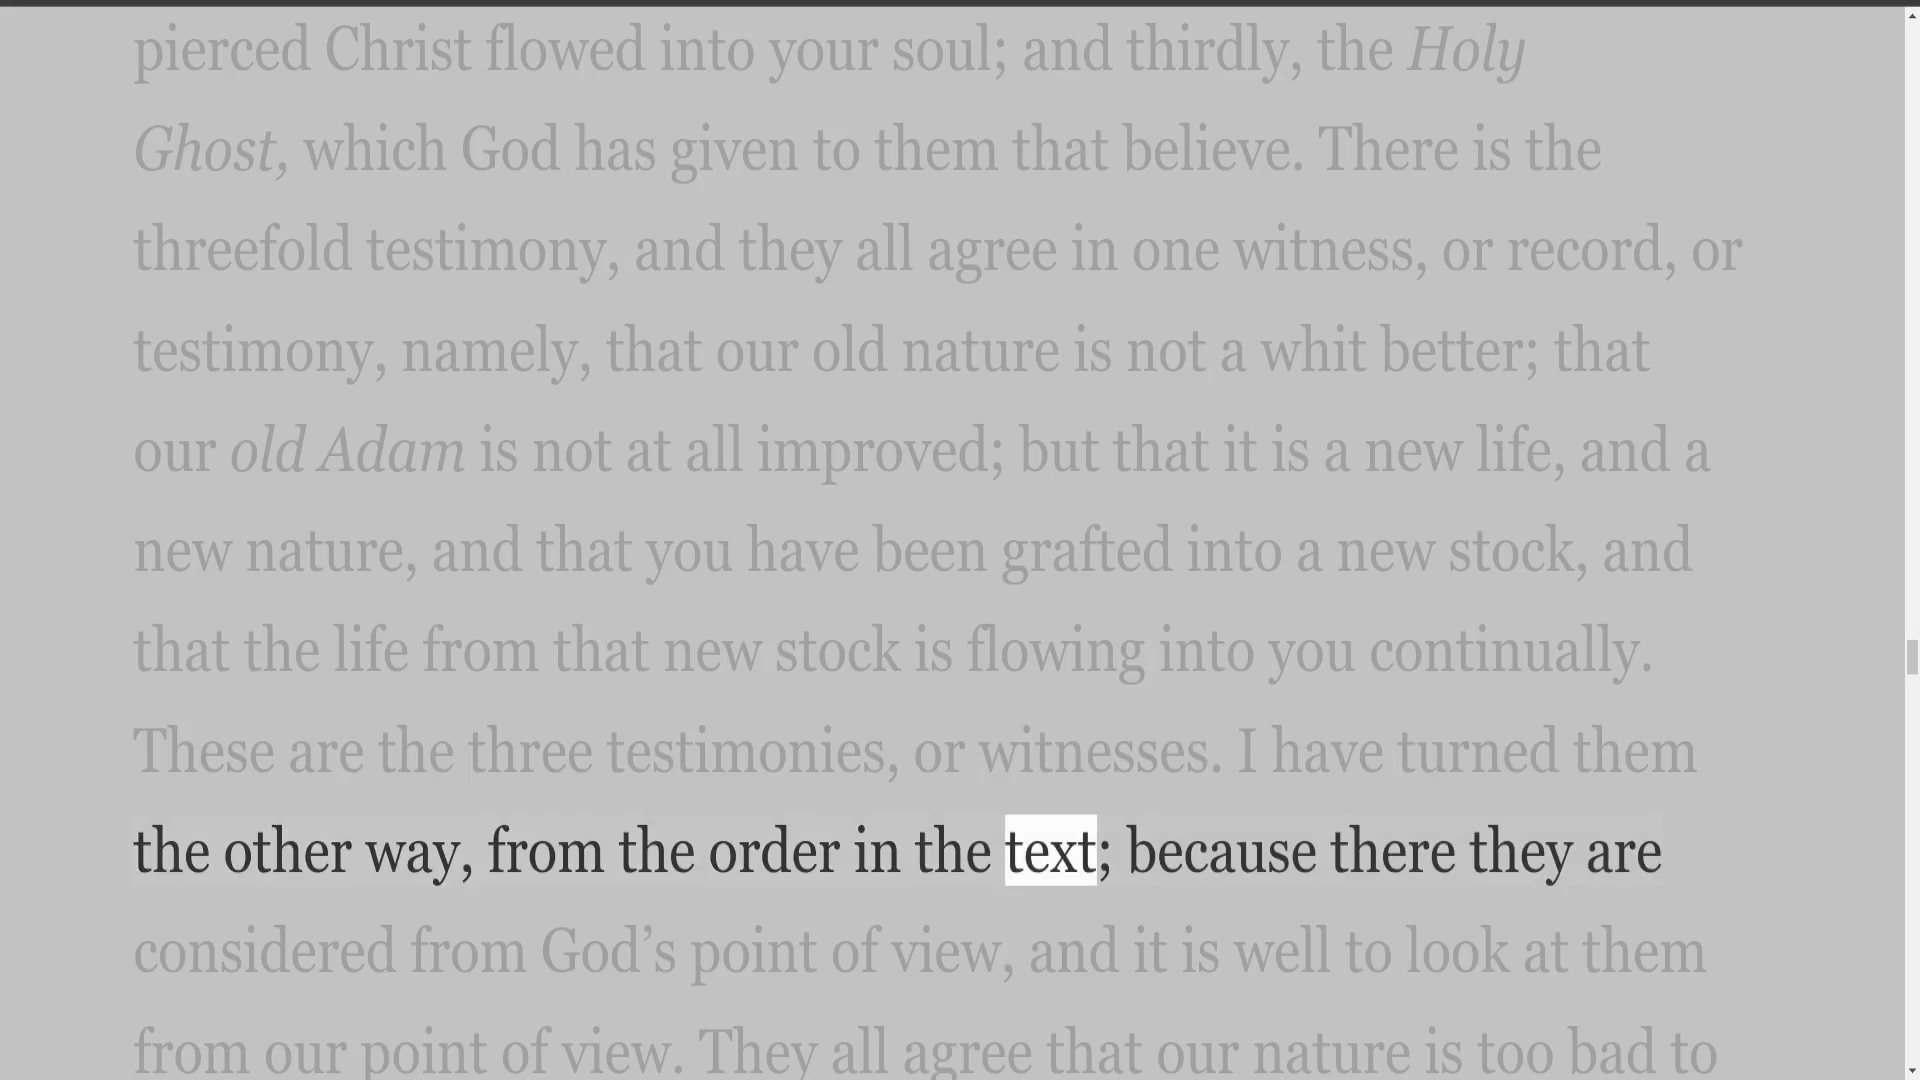 pierced Christ flowed into your soul; and thirdly, the Holy
Ghost, which God has given to them that believe. There is the
threefold testimony, and they all agree in one witness, or record, or
testimony, namely, that our old nature is not a whit better; that
our old Adam is not at all improved; but that it is a new life, and a
new nature, and that you have been grafted into a new stock, and
that the life from that new stock is flowing into you continually.
These are the three testimonies, or witnesses. I have turned them
the other way, from the order in the text; because there they are
considered from God’s point of view, and it is well to look at them
from our point of view. They all agree that our nature is too bad to